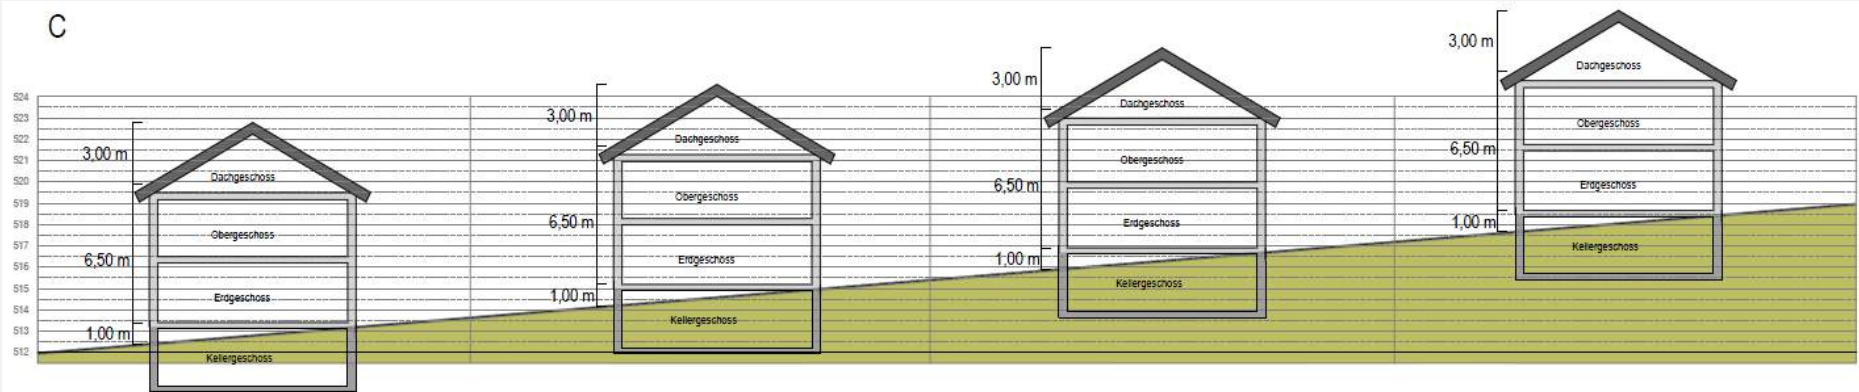 C
524
523
522
521
520
519
518
517
516
515
514
513
512
3,00 m
6,50 m
1,00 m
Dachgeschoss
Obergeschoss
Erdgeschoss
Kellergeschoss
3,00 m
6,50 m
1,00 m
Dachgeschoss
Obergeschoss
Erdgeschoss
Kellergeschoss
3,00 m
6,50 m
1,00 m
Dachgeschoss
Obergeschoss
Erdgeschoss
Kellergeschoss
3,00 m
6,50 m
1,00 m
Dachgeschoss
Obergeschoss
Erdgeschoss
Kellergeschoss